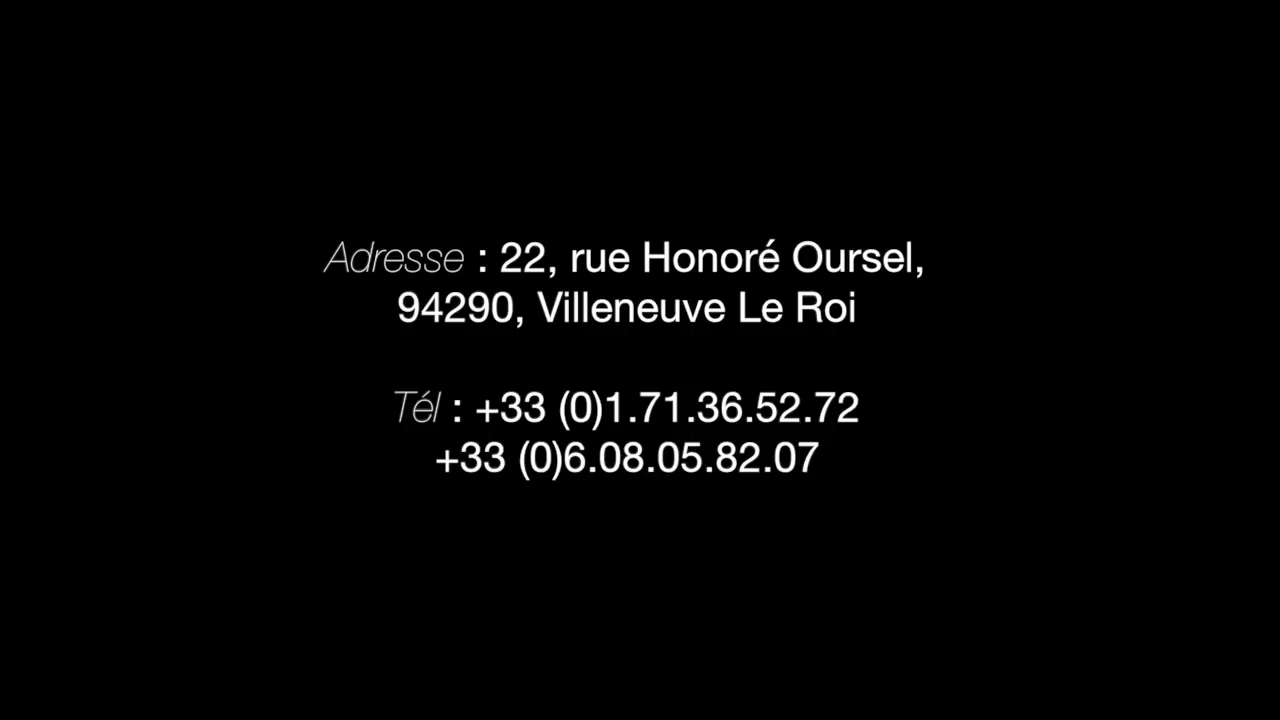 Adresse : 22, rue Honoré Oursel,
94290, Villeneuve Le Roi
Tél : +33 (0)1.71.36.52.72
+33 (0)6.08.05.82.07